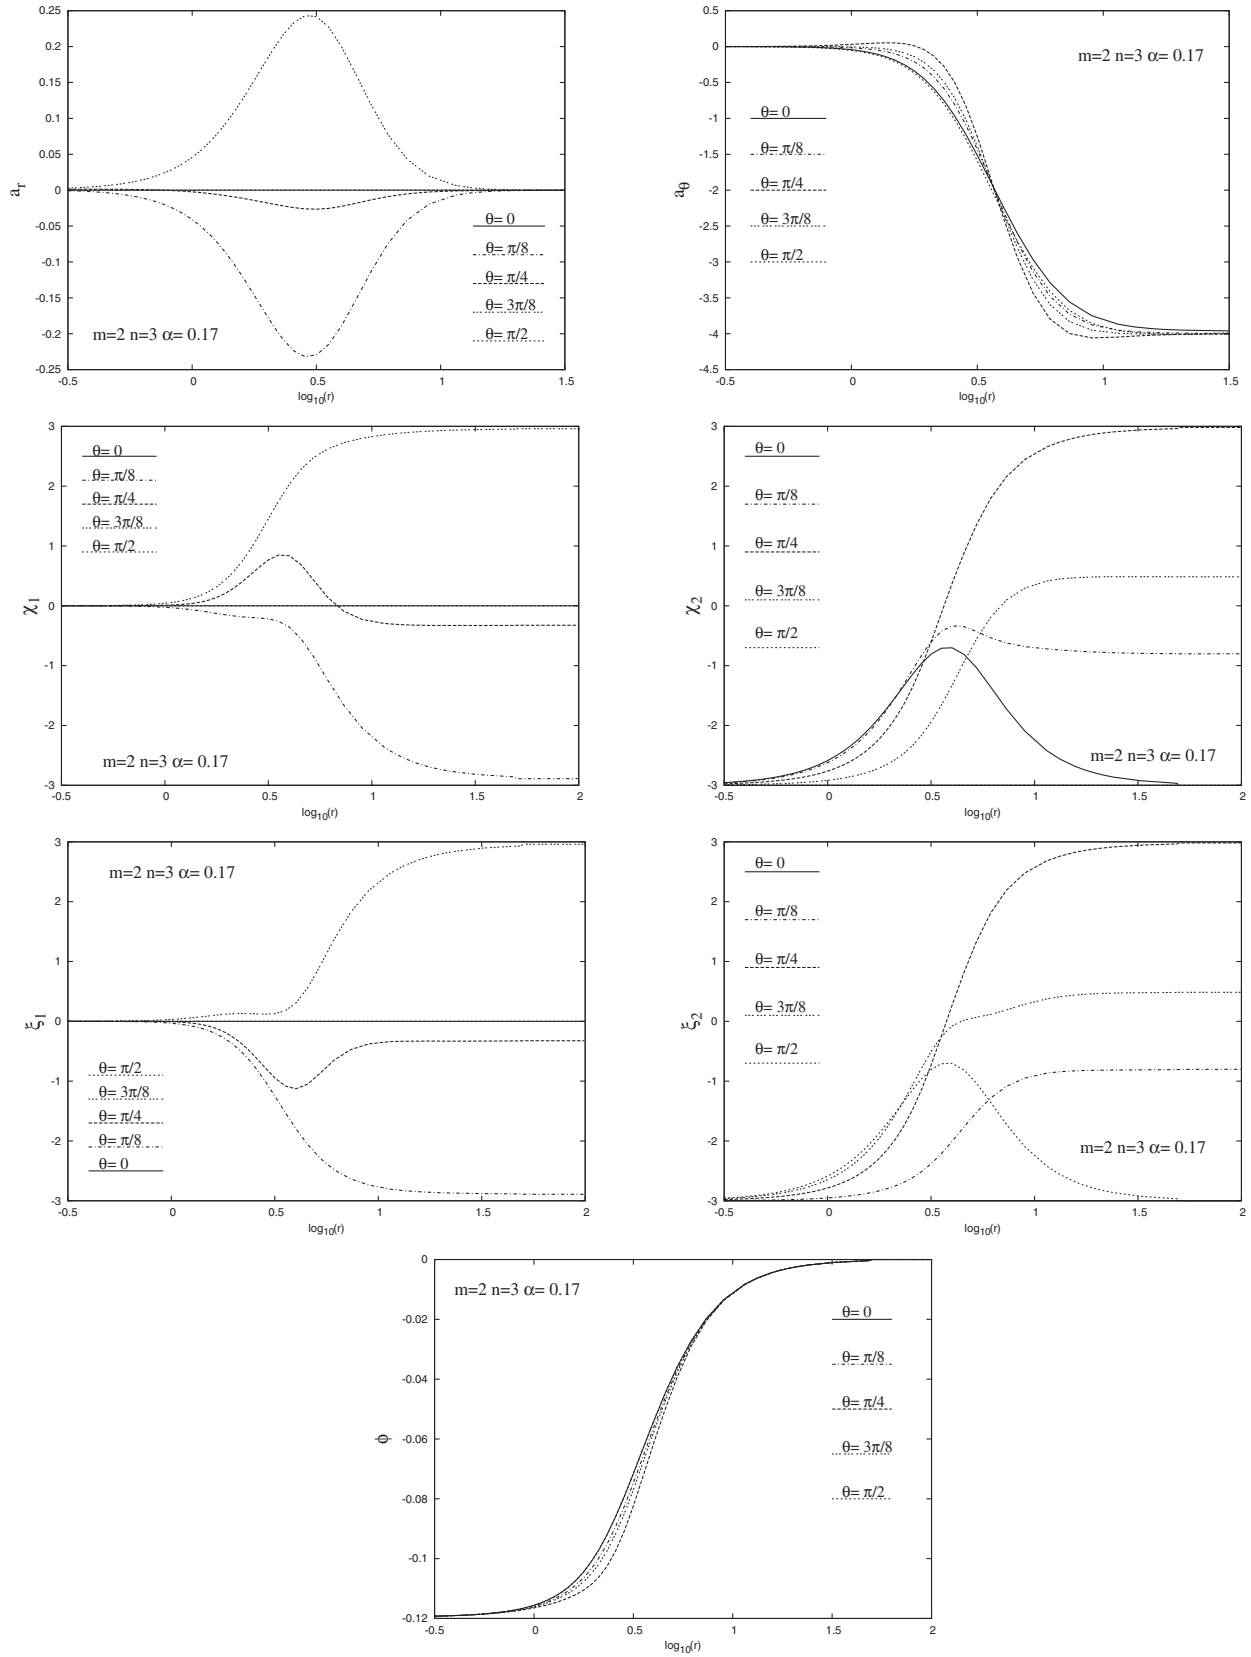 0.25
0.2
0.15
0.1
0.05
0
-0.05
-0.1
-0.15
-0.2
-0.25
a_r
θ= 0
θ= π/8
θ= π/4
θ= 3π/8
θ= π/2
m=2 n=3 α= 0.17
-0.5 0 0.5 1 1.5
log10(r)
0.5
0
-0.5
-1
-1.5
-2
-2.5
-3
-3.5
-4
-4.5
a_θ
m=2 n=3 α= 0.17
θ= 0
θ= π/8
θ= π/4
θ= 3π/8
θ= π/2
-0.5 0 0.5 1 1.5
log10(r)
3
2
1
0
-1
-2
-3
χ1
θ= 0
θ= π/8
θ= π/4
θ= 3π/8
θ= π/2
m=2 n=3 α= 0.17
-0.5 0 0.5 1 1.5 2
log10(r)
3
2
1
0
-1
-2
-3
χ2
θ= 0
θ= π/8
θ= π/4
θ= 3π/8
θ= π/2
m=2 n=3 α= 0.17
-0.5 0 0.5 1 1.5 2
log10(r)
3
2
1
0
-1
-2
-3
ξ1
m=2 n=3 α= 0.17
θ= π/2
θ= 3π/8
θ= π/4
θ= π/8
θ= 0
-0.5 0 0.5 1 1.5 2
log10(r)
3
2
1
0
-1
-2
-3
ξ2
θ= 0
θ= π/8
θ= π/4
θ= 3π/8
θ= π/2
m=2 n=3 α= 0.17
-0.5 0 0.5 1 1.5 2
log10(r)
0
-0.02
-0.04
-0.06
-0.08
-0.1
-0.12
ϕ
m=2 n=3 α= 0.17
θ= 0
θ= π/8
θ= π/4
θ= 3π/8
θ= π/2
-0.5 0 0.5 1 1.5 2
log10(r)